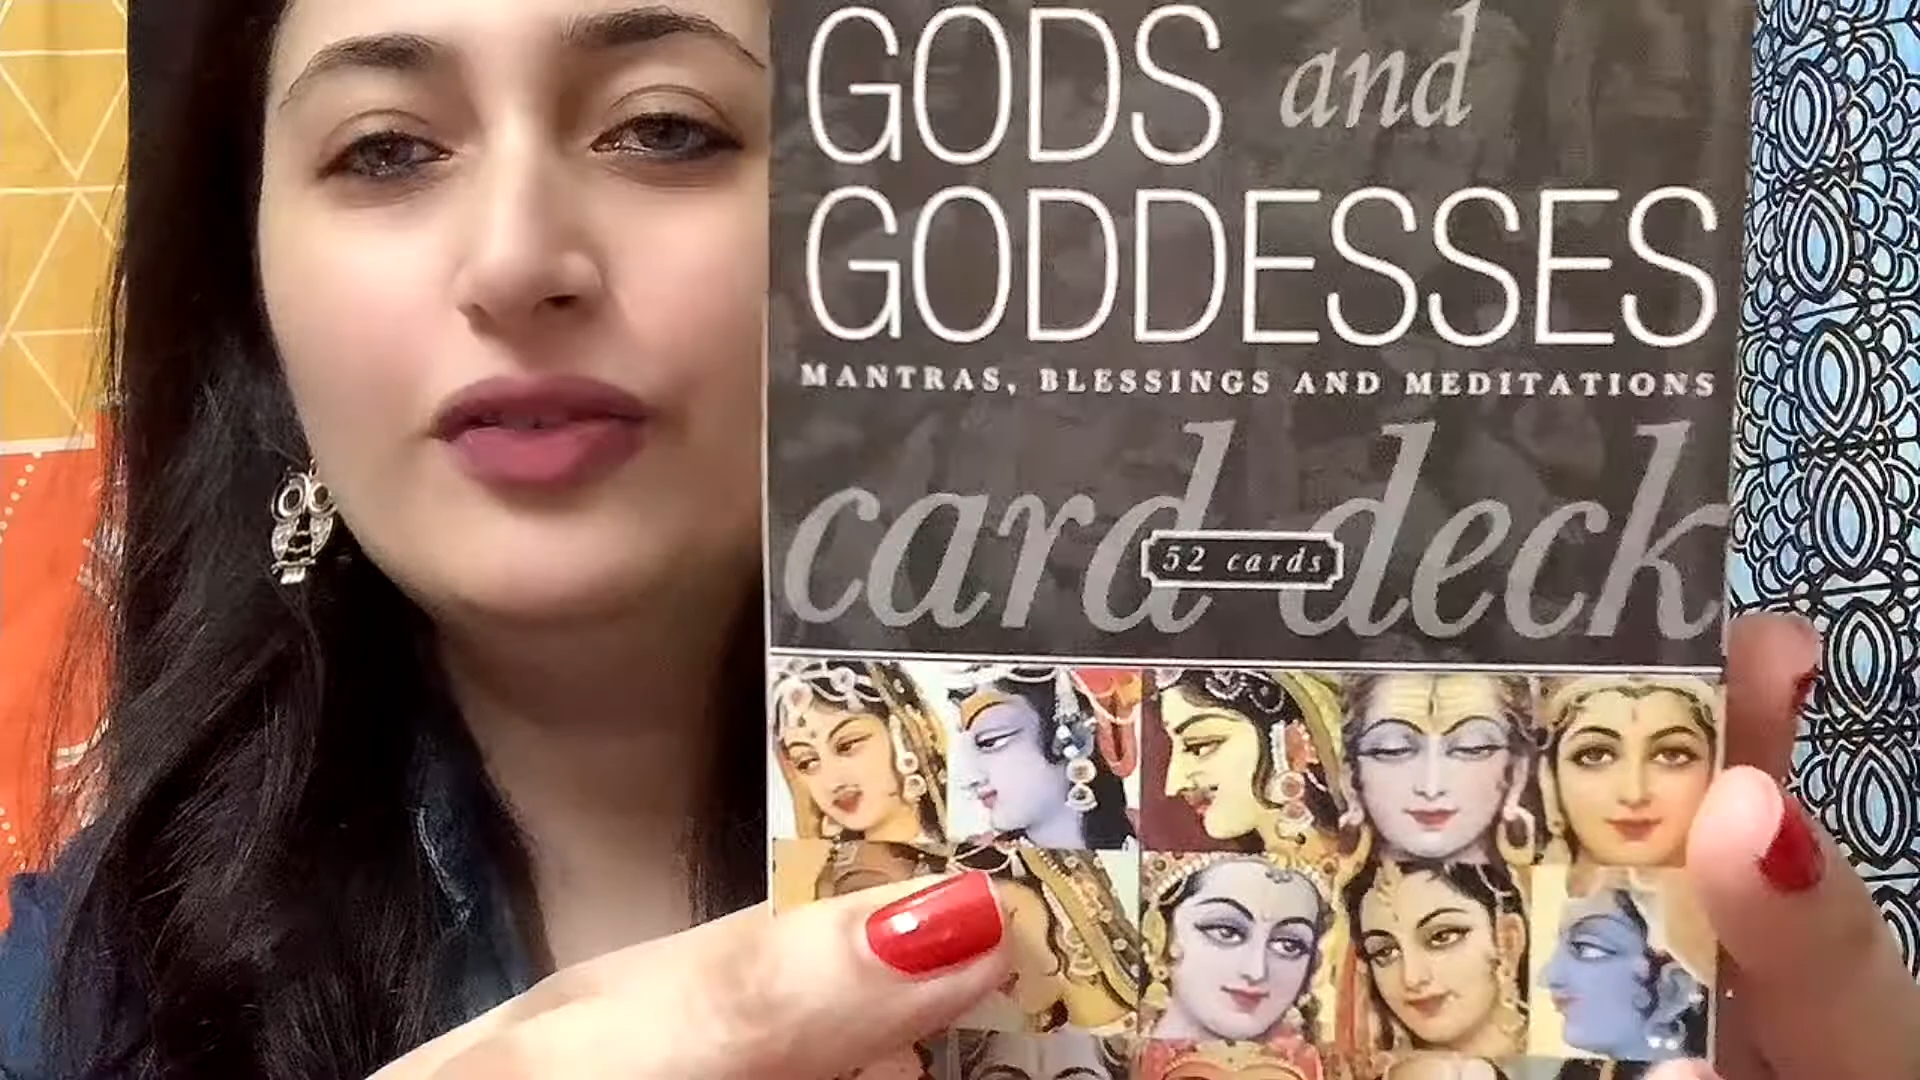 GODS and
GODDESSES
MANTRAS, BLESSINGS AND MEDITATIONS
card deck
52 cards